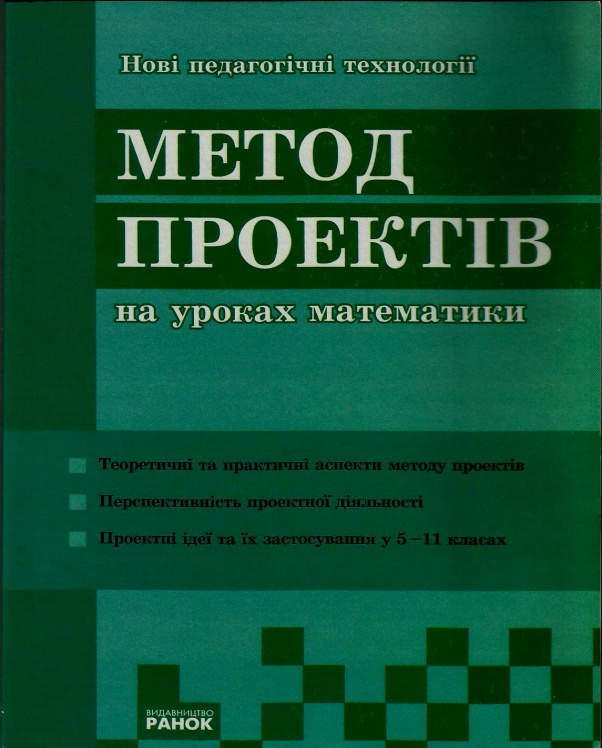 Нові педагогічні технології
МЕТОД
ПРОЕКТІВ
на уроках математики
Теоретичні та практичні аспекти методу проектів
Перспективність проектної діяльності
Проектні ідеї та їх застосування у 5–11 класах
ВИДАВНИЦТВО
РАНОК